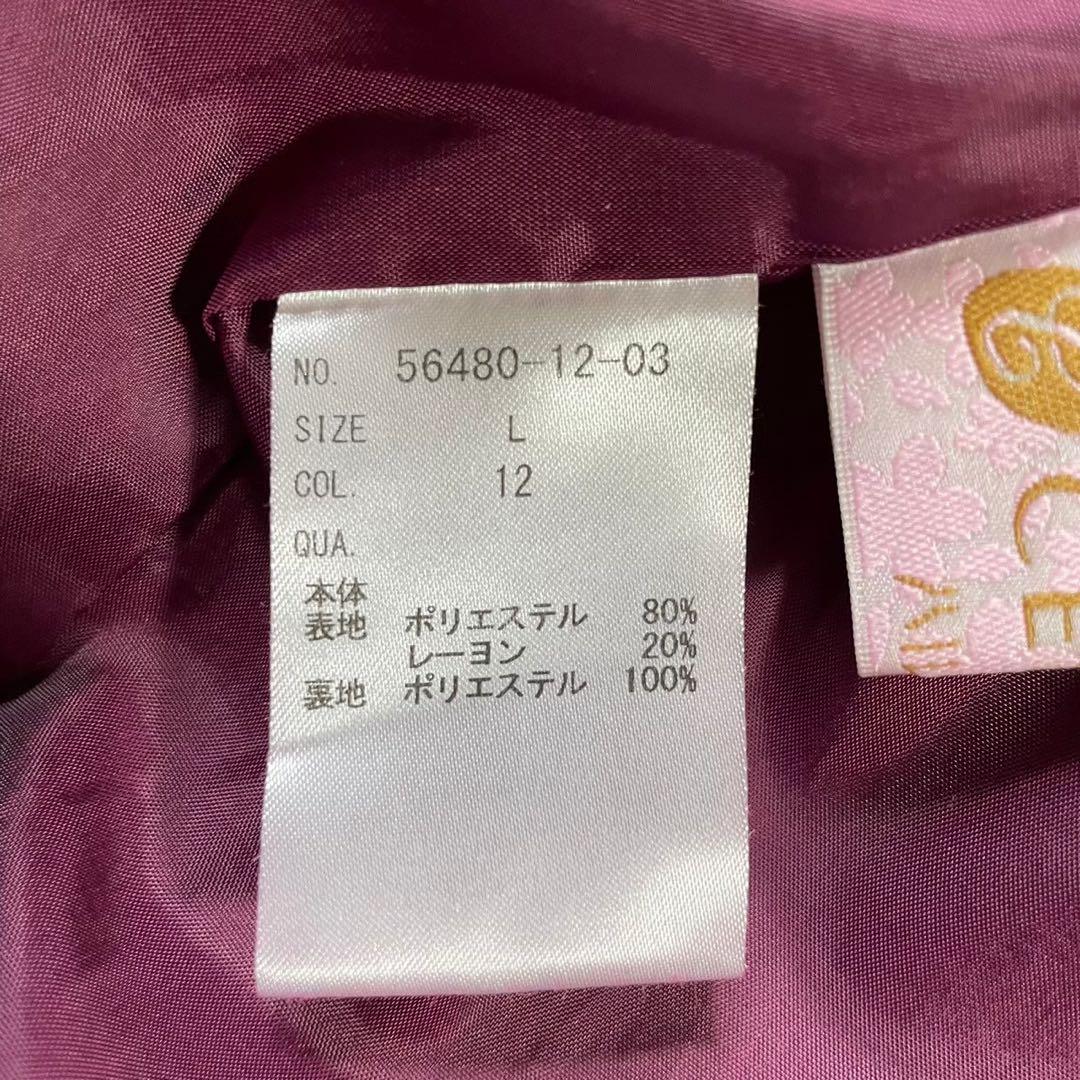 NO. 56480-12-03
SIZE L
COL. 12
QUA.
本体
表地 ポリエステル 80%
レーヨン 20%
裏地 ポリエステル 100%